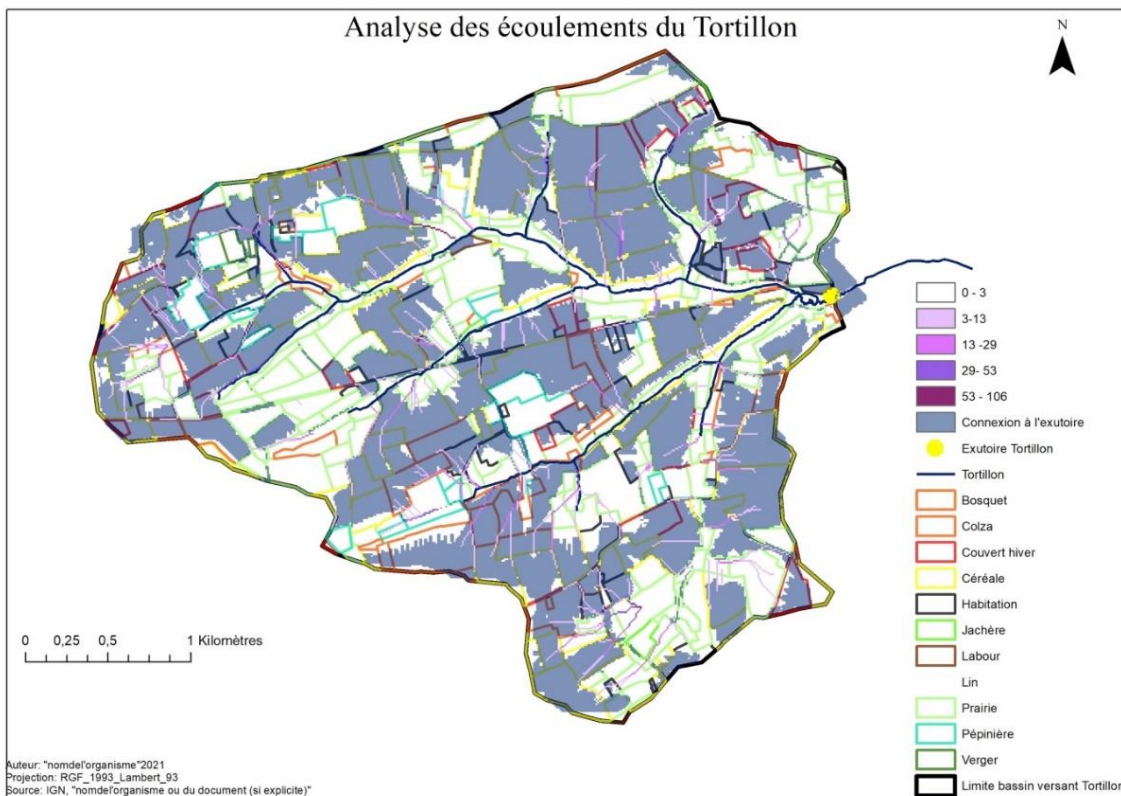 Analyse des écoulements du Tortillon
N
0 - 3
3-13
13 -29
29- 53
53 - 106
Connexion à l'exutoire
Exutoire Tortillon
Tortillon
Bosquet
Colza
Couvert hiver
Céréale
Habitation
Jachère
Labour
Lin
Prairie
Pépinière
Verger
Limite bassin versant Tortillon
0 0,25 0,5 1 Kilomètres
Auteur: "nomdel'organisme"2021
Projection: RGF_1993_Lambert_93
Source: IGN, "nomdel'organisme ou du document (si explicite)"